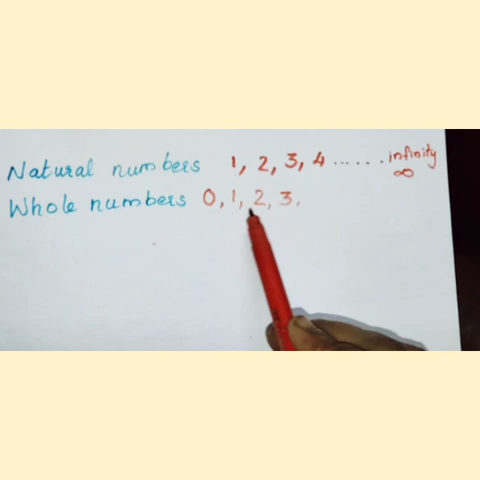 Natural numbers 1, 2, 3, 4 ...... infinity
∞
Whole numbers 0, 1, 2, 3.